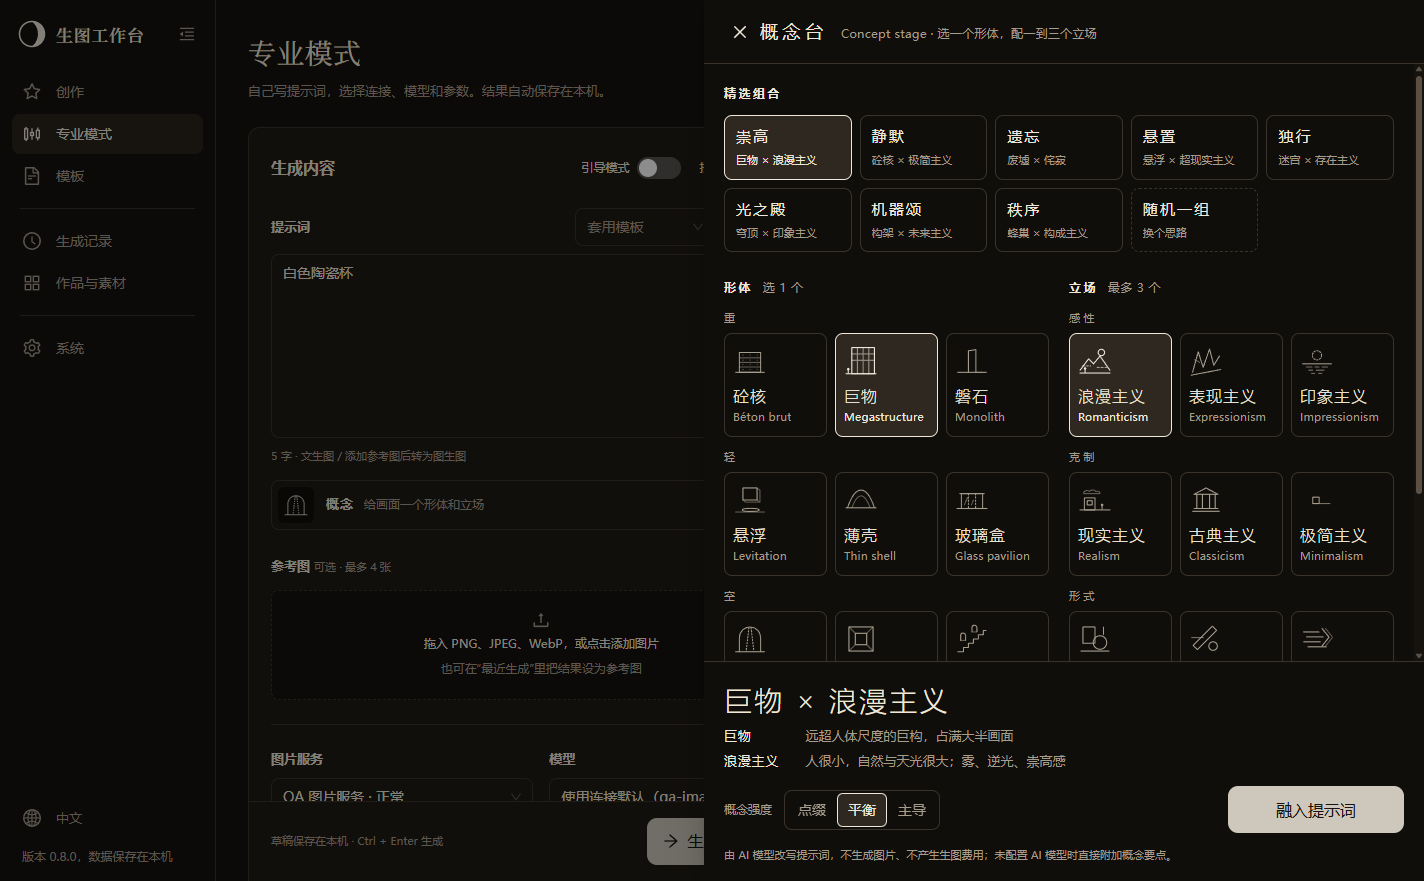 生图工作台
创作
专业模式
模板
生成记录
作品与素材
系统
中文
版本 0.8.0，数据保存在本机
专业模式
自己写提示词，选择连接、模型和参数。结果自动保存在本机。
生成内容
引导模式
提示词
套用模板
白色陶瓷杯
5 字 · 文生图 / 添加参考图后转为图生图
概念 给画面一个形体和立场
参考图 可选 · 最多 4 张
拖入 PNG、JPEG、WebP，或点击添加图片
也可在“最近生成”里把结果设为参考图
图片服务
模型
QA 图片服务 · 正常
使用连接默认（qa-ima
草稿保存在本机 · Ctrl + Enter 生成
生
概念台 Concept stage · 选一个形体，配一到三个立场
精选组合
崇高
巨物 × 浪漫主义
静默
砼核 × 极简主义
遗忘
废墟 × 侘寂
悬置
悬浮 × 超现实主义
独行
迷宫 × 存在主义
光之殿
穹顶 × 印象主义
机器颂
构架 × 未来主义
秩序
蜂巢 × 构成主义
随机一组
换个思路
形体 选 1 个
重
砼核
Béton brut
巨物
Megastructure
磐石
Monolith
轻
悬浮
Levitation
薄壳
Thin shell
玻璃盒
Glass pavilion
空
立场 最多 3 个
感性
浪漫主义
Romanticism
表现主义
Expressionism
印象主义
Impressionism
克制
现实主义
Realism
古典主义
Classicism
极简主义
Minimalism
形式
巨物 × 浪漫主义
巨物 远超人体尺度的巨构，占满大半画面
浪漫主义 人很小，自然与天光很大；雾、逆光、崇高感
概念强度 点缀 平衡 主导
融入提示词
由 AI 模型改写提示词，不生成图片、不产生生图费用；未配置 AI 模型时直接附加概念要点。